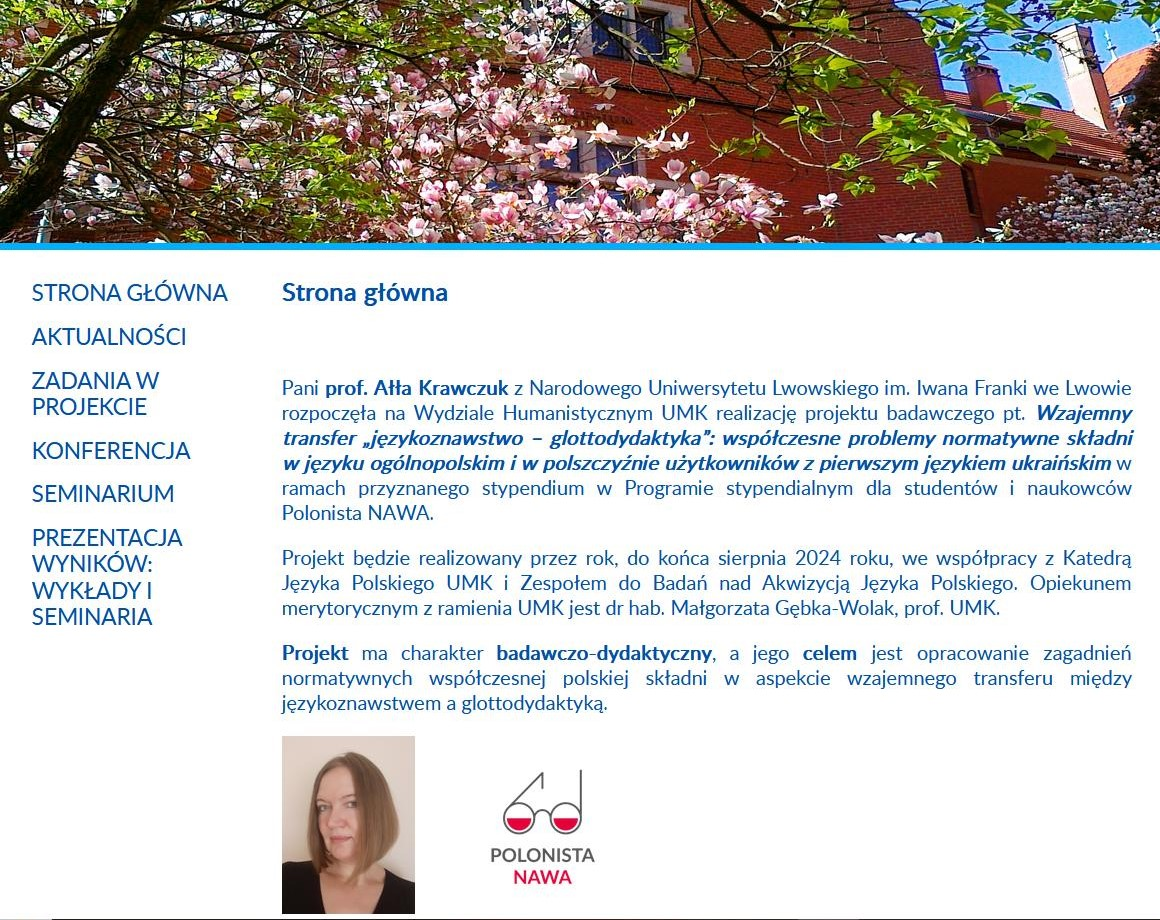 STRONA GŁÓWNA
AKTUALNOŚCI
ZADANIA W
PROJEKCIE
KONFERENCJA
SEMINARIUM
PREZENTACJA
WYNIKÓW:
WYKŁADY I
SEMINARIA
Strona główna
Pani prof. Ałła Krawczuk z Narodowego Uniwersytetu Lwowskiego im. Iwana Franki we Lwowie
rozpoczęła na Wydziale Humanistycznym UMK realizację projektu badawczego pt. Wzajemny
transfer „językoznawstwo – glottodydaktyka”: współczesne problemy normatywne składni
w języku ogólnopolskim i w polszczyźnie użytkowników z pierwszym językiem ukraińskim w
ramach przyznanego stypendium w Programie stypendialnym dla studentów i naukowców
Polonista NAWA.
Projekt będzie realizowany przez rok, do końca sierpnia 2024 roku, we współpracy z Katedrą
Języka Polskiego UMK i Zespołem do Badań nad Akwizycją Języka Polskiego. Opiekunem
merytorycznym z ramienia UMK jest dr hab. Małgorzata Gębka-Wolak, prof. UMK.
Projekt ma charakter badawczo-dydaktyczny, a jego celem jest opracowanie zagadnień
normatywnych współczesnej polskiej składni w aspekcie wzajemnego transferu między
językoznawstwem a glottodydaktyką.
POLONISTA
NAWA